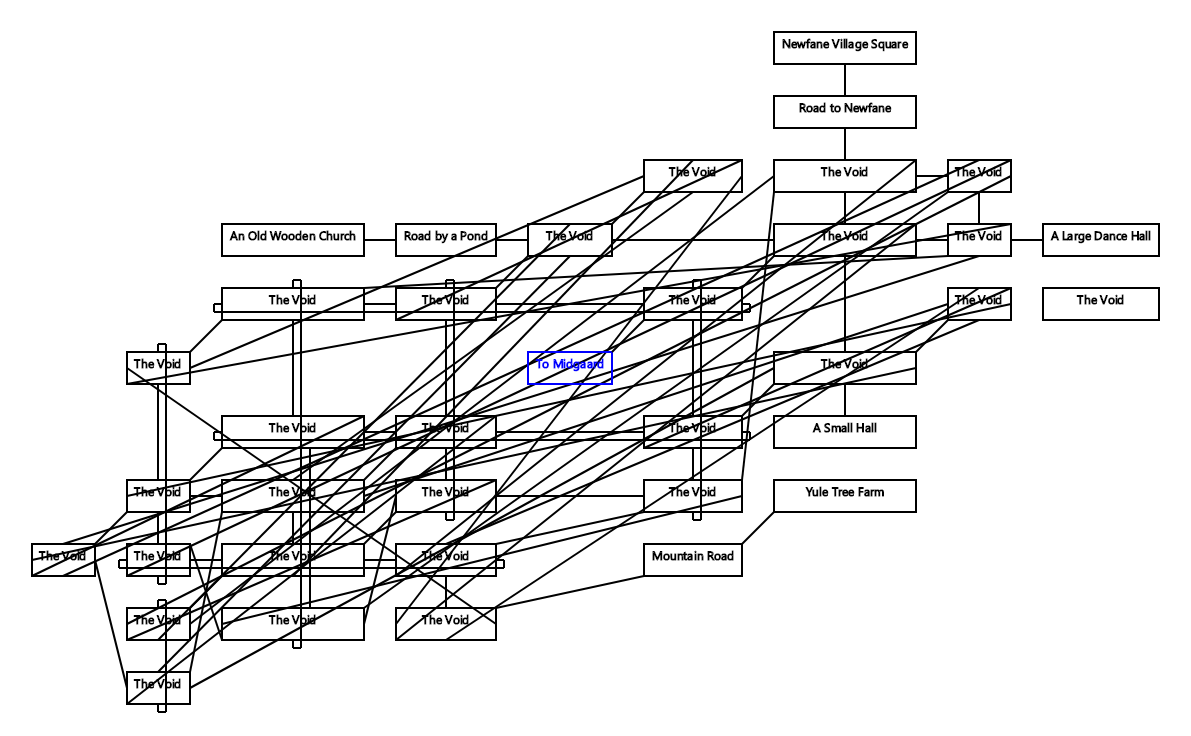 Newfane Village Square
Road to Newfane
The Void
The Void
The Void
An Old Wooden Church
Road by a Pond
The Void
The Void
The Void
A Large Dance Hall
The Void
The Void
The Void
The Void
The Void
The Void
To Midgaard
The Void
The Void
The Void
The Void
A Small Hall
The Void
The Void
The Void
The Void
Yule Tree Farm
The Void
The Void
The Void
The Void
Mountain Road
The Void
The Void
The Void
The Void